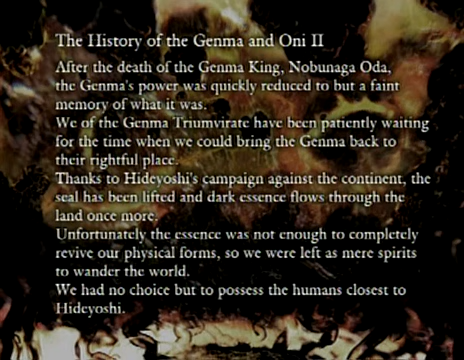 The History of the Genma and Oni II
After the death of the Genma King, Nobunaga Oda,
the Genma's power was quickly reduced to but a faint
memory of what it was.
We of the Genma Triumvirate have been patiently waiting
for the time when we could bring the Genma back to
their rightful place.
Thanks to Hideyoshi's campaign against the continent, the
seal has been lifted and dark essence flows through the
land once more.
Unfortunately the essence was not enough to completely
revive our physical forms, so we were left as mere spirits
to wander the world.
We had no choice but to possess the humans closest to
Hideyoshi.